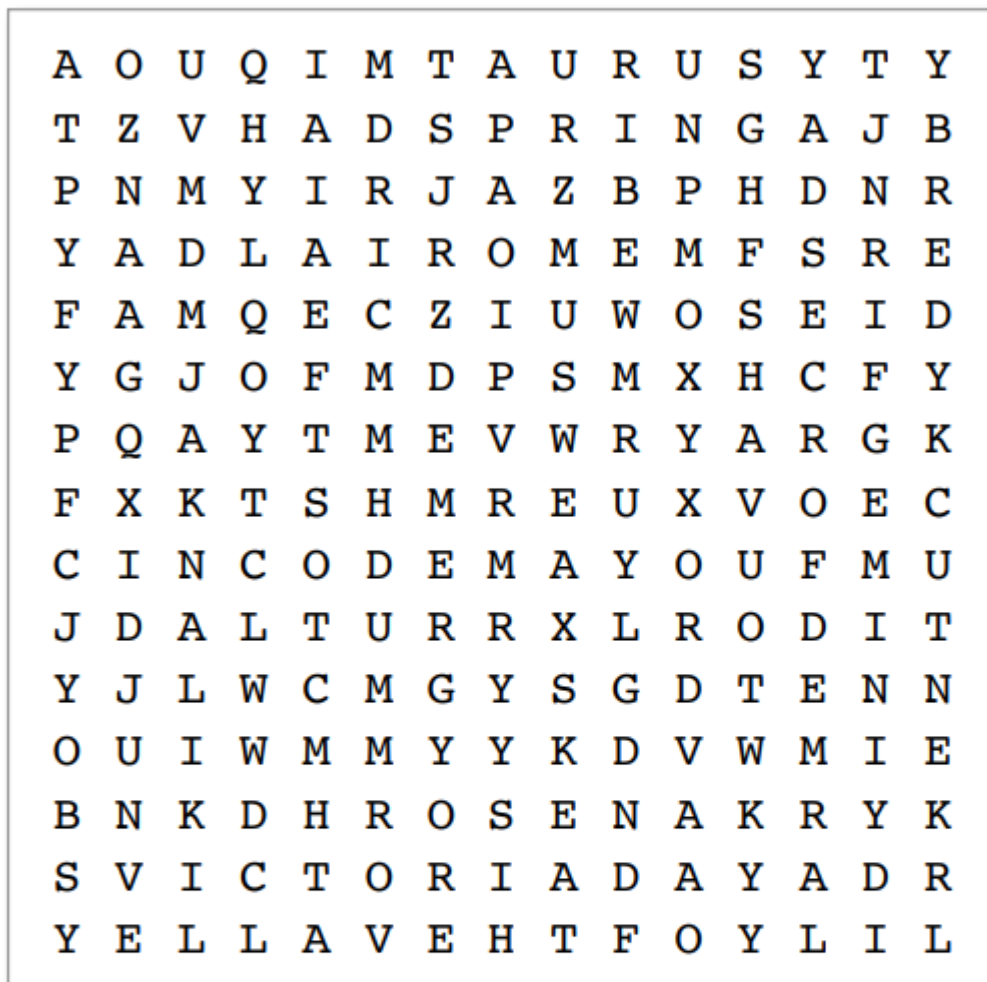 A O U Q I M T A U R U S Y T Y
T Z V H A D S P R I N G A J B
P N M Y I R J A Z B P H D N R
Y A D L A I R O M E M F S R E
F A M Q E C Z I U W O S E I D
Y G J O F M D P S M X H C F Y
P Q A Y T M E V W R Y A R G K
F X K T S H M R E U X V O E C
C I N C O D E M A Y O U F M U
J D A L T U R R X L R O D I T
Y J L W C M G Y S G D T E N N
O U I W M M Y Y K D V W M I E
B N K D H R O S E N A K R Y K
S V I C T O R I A D A Y A D R
Y E L L A V E H T F O Y L I L